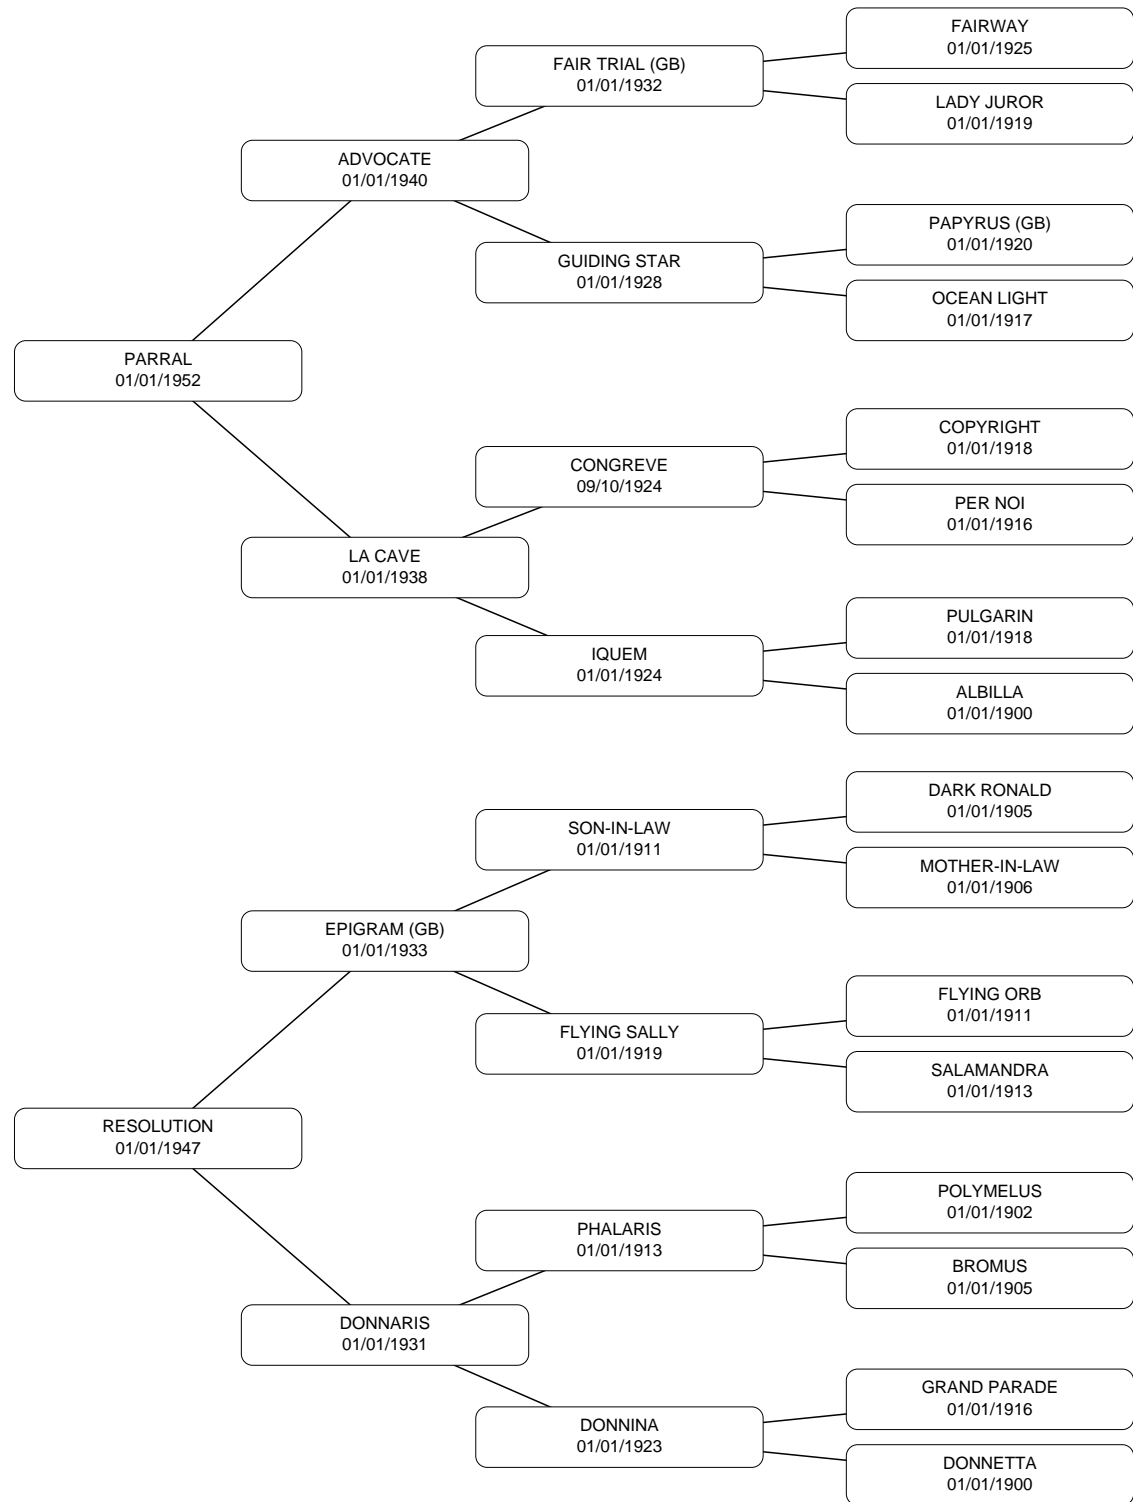 FAIRWAY
01/01/1925
FAIR TRIAL (GB)
01/01/1932
LADY JUROR
01/01/1919
ADVOCATE
01/01/1940
PAPYRUS (GB)
01/01/1920
GUIDING STAR
01/01/1928
OCEAN LIGHT
01/01/1917
PARRAL
01/01/1952
COPYRIGHT
01/01/1918
CONGREVE
09/10/1924
PER NOI
01/01/1916
LA CAVE
01/01/1938
PULGARIN
01/01/1918
IQUEM
01/01/1924
ALBILLA
01/01/1900
DARK RONALD
01/01/1905
SON-IN-LAW
01/01/1911
MOTHER-IN-LAW
01/01/1906
EPIGRAM (GB)
01/01/1933
FLYING ORB
01/01/1911
FLYING SALLY
01/01/1919
SALAMANDRA
01/01/1913
RESOLUTION
01/01/1947
POLYMELUS
01/01/1902
PHALARIS
01/01/1913
BROMUS
01/01/1905
DONNARIS
01/01/1931
GRAND PARADE
01/01/1916
DONNINA
01/01/1923
DONNETTA
01/01/1900